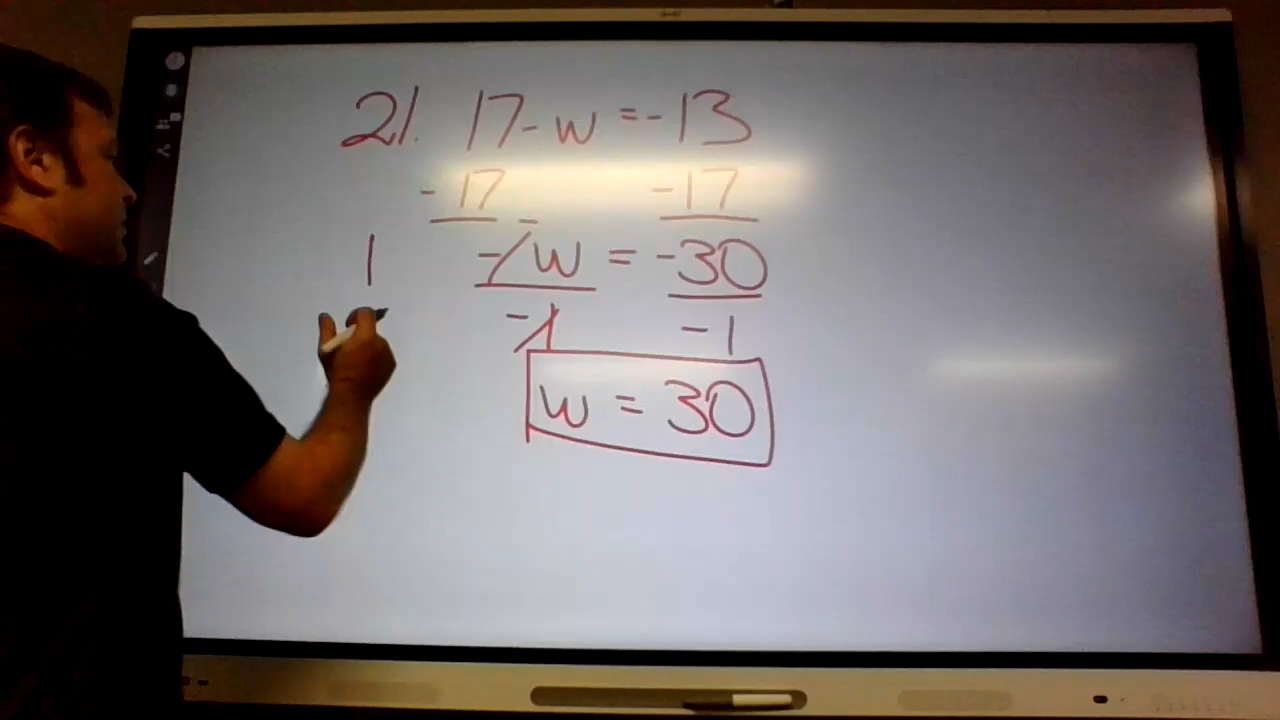 21. 17-w=-13
-17 -17
1 -w = -30
-1 -1
w = 30